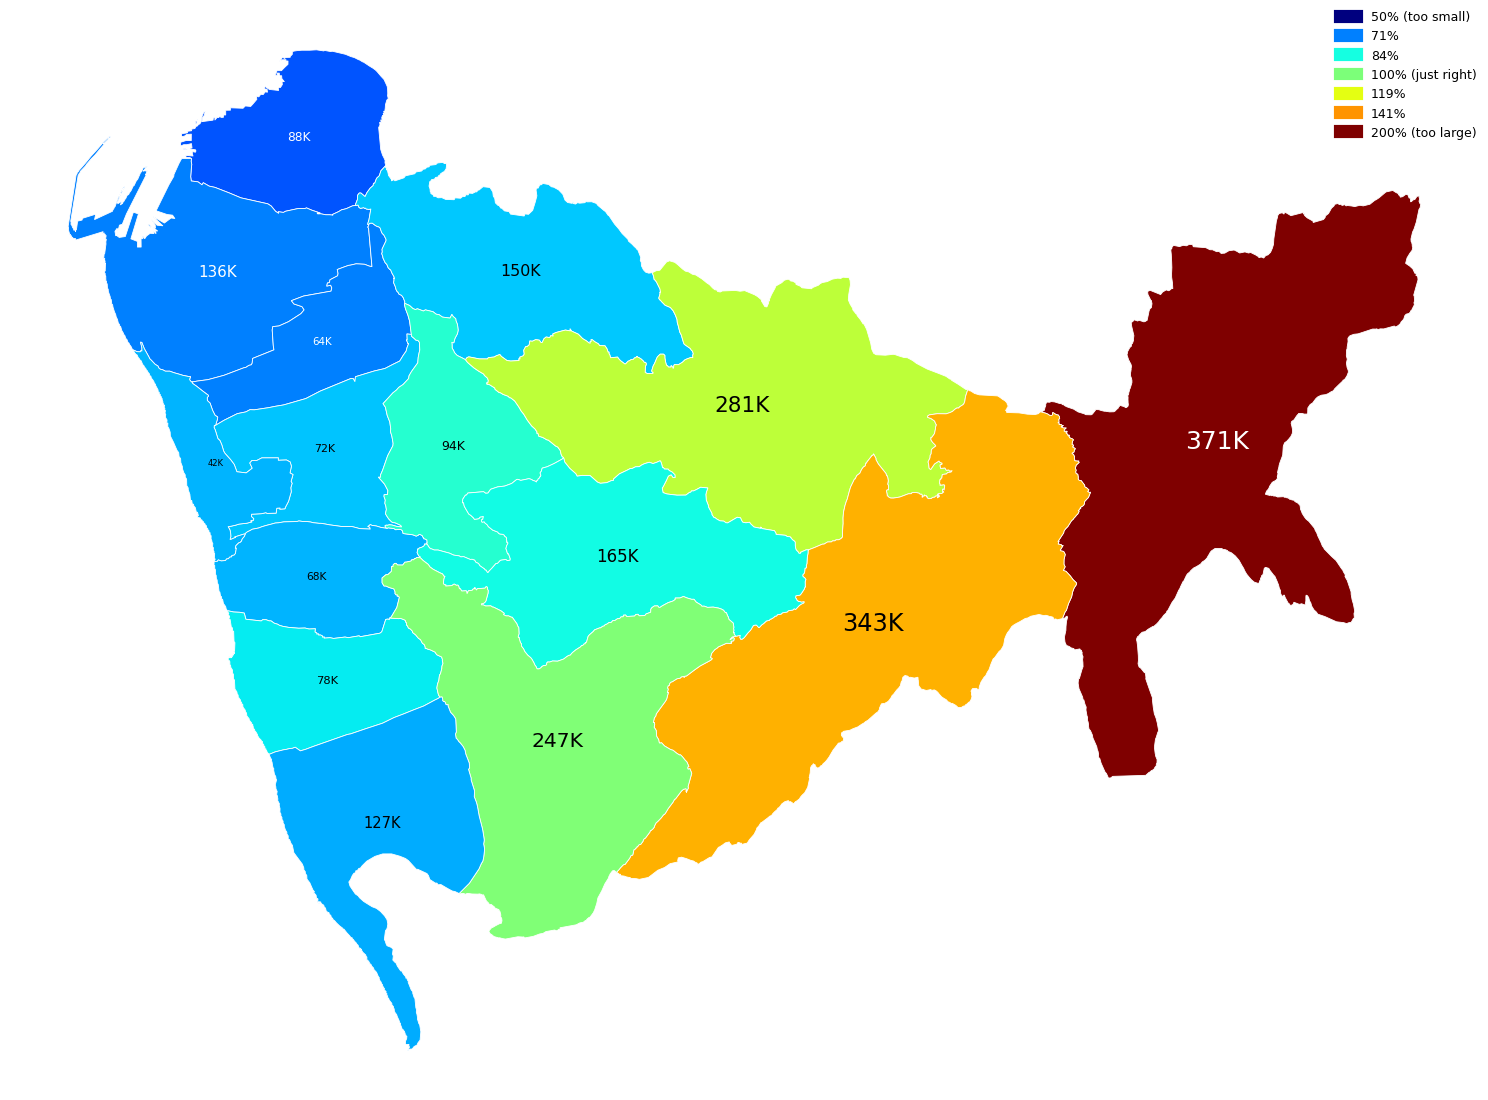 50% (too small)
71%
84%
100% (just right)
119%
141%
200% (too large)
88K
136K
150K
64K
281K
371K
94K
72K
42K
165K
68K
343K
78K
247K
127K